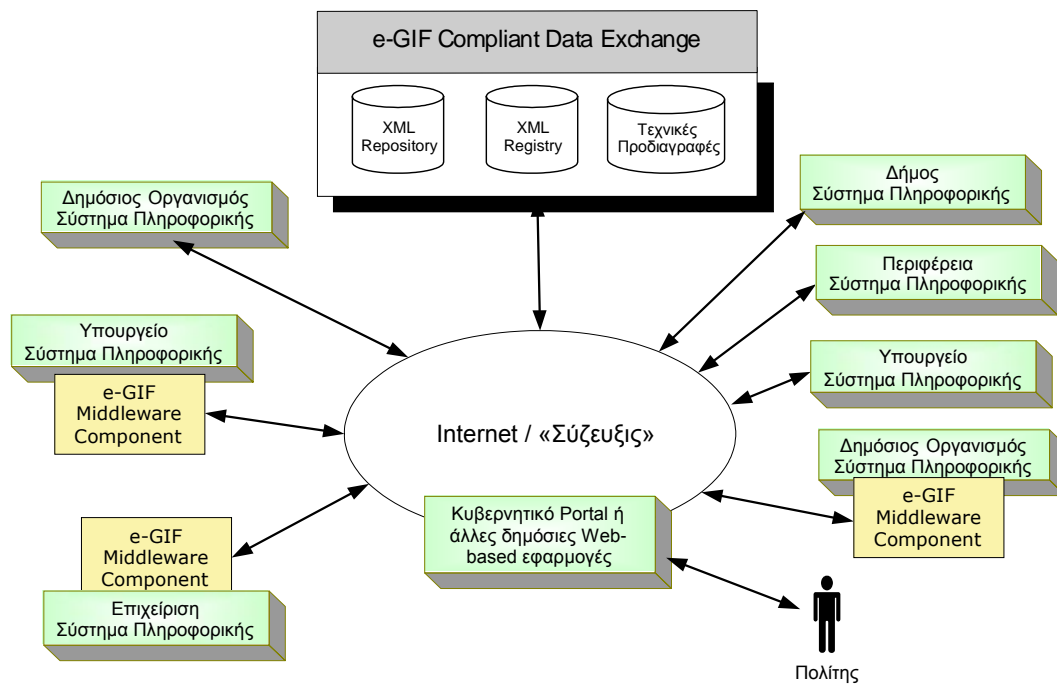 e-GIF Compliant Data Exchange
XML
Repository
XML
Registry
Τεχνικές
Προδιαγραφές
Δημόσιος Οργανισμός
Σύστημα Πληροφορικής
Δήμος
Σύστημα Πληροφορικής
Περιφέρεια
Σύστημα Πληροφορικής
Υπουργείο
Σύστημα Πληροφορικής
e-GIF
Middleware
Component
Υπουργείο
Σύστημα Πληροφορικής
Internet / «Σύζευξις»
Δημόσιος Οργανισμός
Σύστημα Πληροφορικής
e-GIF
Middleware
Component
e-GIF
Middleware
Component
Επιχείριση
Σύστημα Πληροφορικής
Κυβερνητικό Portal ή
άλλες δημόσιες Web-
based εφαρμογές
Πολίτης